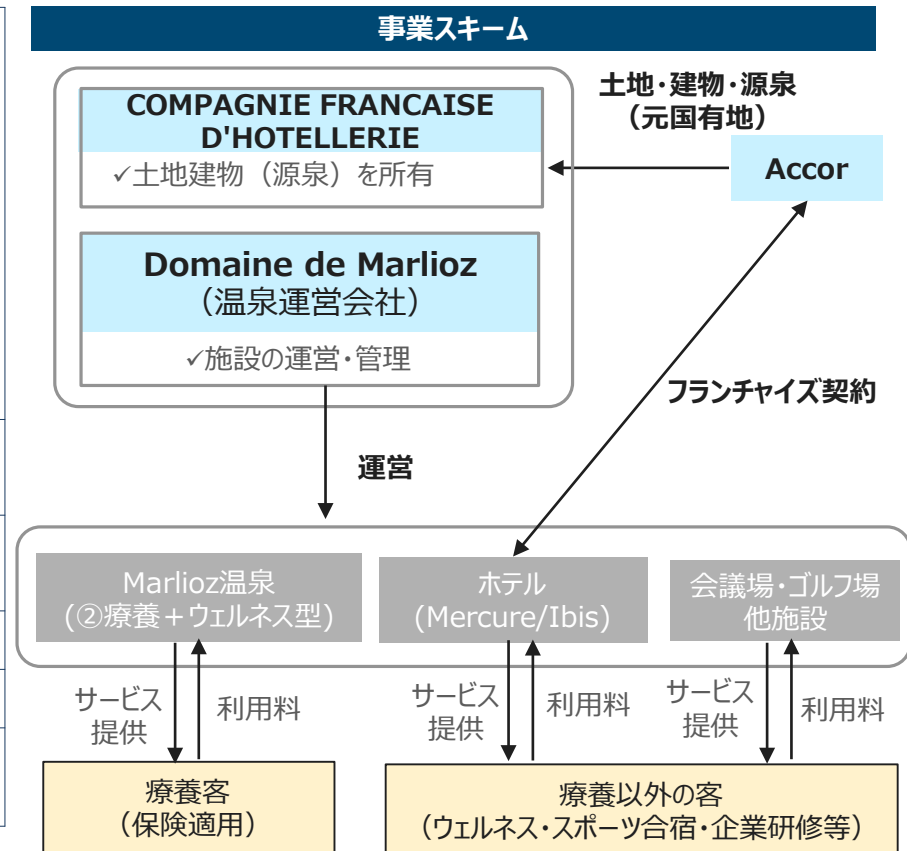 事業スキーム
COMPAGNIE FRANCAISE
D'HOTELLERIE
✓土地建物（源泉）を所有
土地・建物・源泉
（元国有地）
Accor
Domaine de Marlioz
（温泉運営会社）
✓施設の運営・管理
フランチャイズ契約
運営
Marlioz温泉
(②療養＋ウェルネス型)
ホテル
(Mercure/Ibis)
会議場・ゴルフ場
他施設
サービス
提供
利用料
サービス
提供
利用料
サービス
提供
利用料
療養客
（保険適用）
療養以外の客
（ウェルネス・スポーツ合宿・企業研修等）